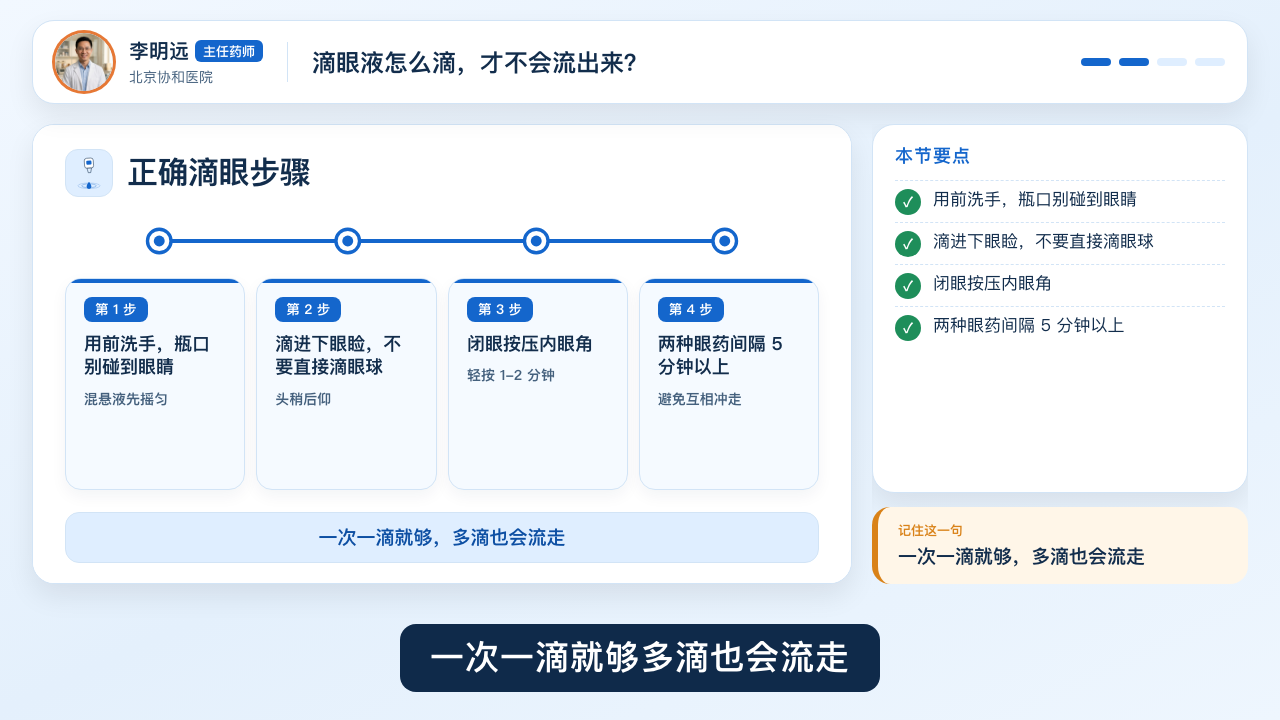 李明远 主任药师
北京协和医院
滴眼液怎么滴，才不会流出来？
正确滴眼步骤
第 1 步
用前洗手，瓶口
别碰到眼睛
混悬液先摇匀
第 2 步
滴进下眼睑，不
要直接滴眼球
头稍后仰
第 3 步
闭眼按压内眼角
轻按 1–2 分钟
第 4 步
两种眼药间隔 5
分钟以上
避免互相冲走
一次一滴就够，多滴也会流走
本节要点
用前洗手，瓶口别碰到眼睛
滴进下眼睑，不要直接滴眼球
闭眼按压内眼角
两种眼药间隔 5 分钟以上
记住这一句
一次一滴就够，多滴也会流走
一次一滴就够多滴也会流走